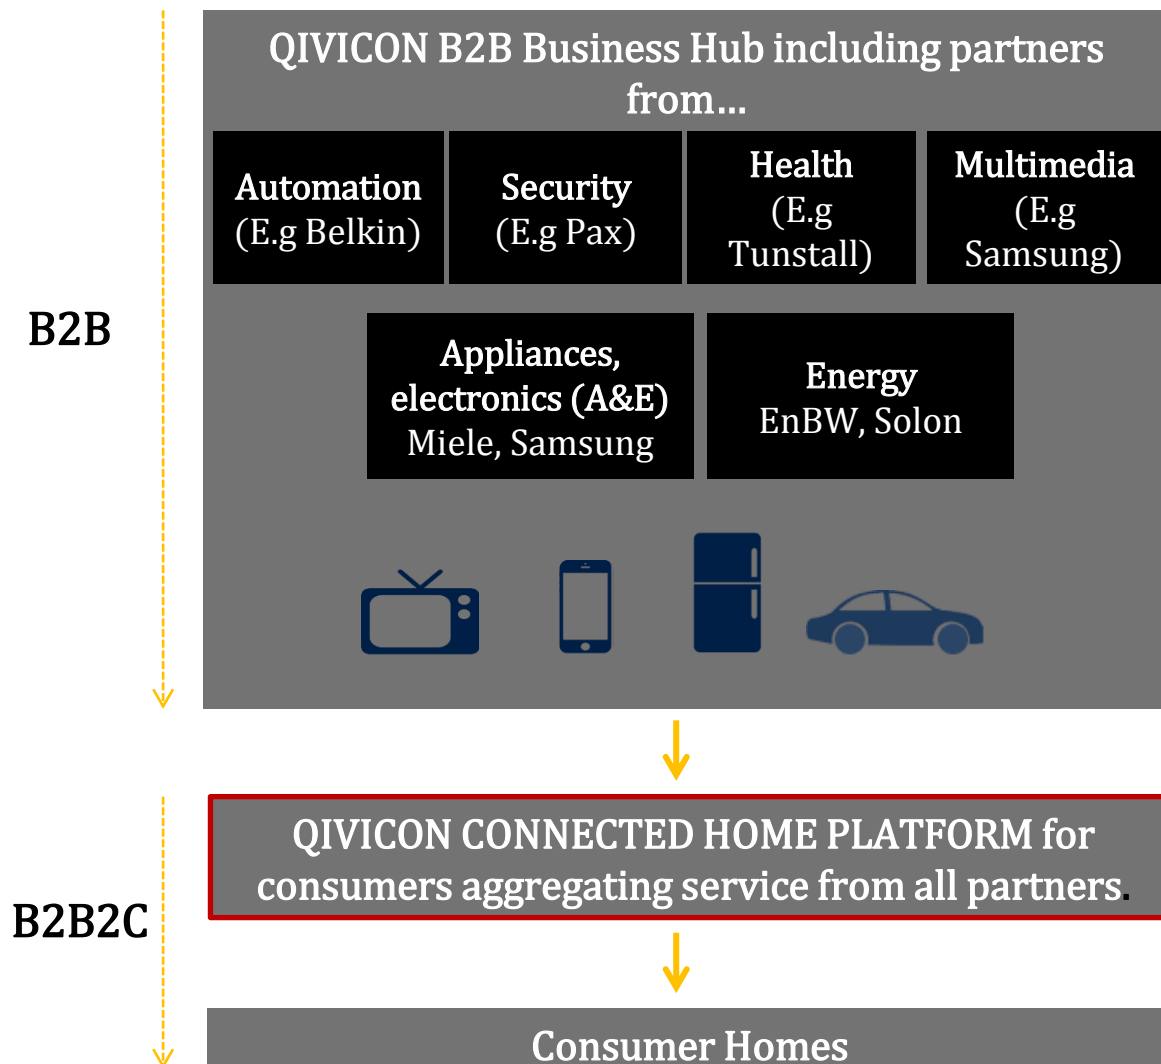 QIVICON B2B Business Hub including partners
from…
Automation
(E.g Belkin)
Security
(E.g Pax)
Health
(E.g
Tunstall)
Multimedia
(E.g
Samsung)
B2B
Appliances,
electronics (A&E)
Miele, Samsung
Energy
EnBW, Solon
QIVICON CONNECTED HOME PLATFORM for
consumers aggregating service from all partners.
B2B2C
Consumer Homes